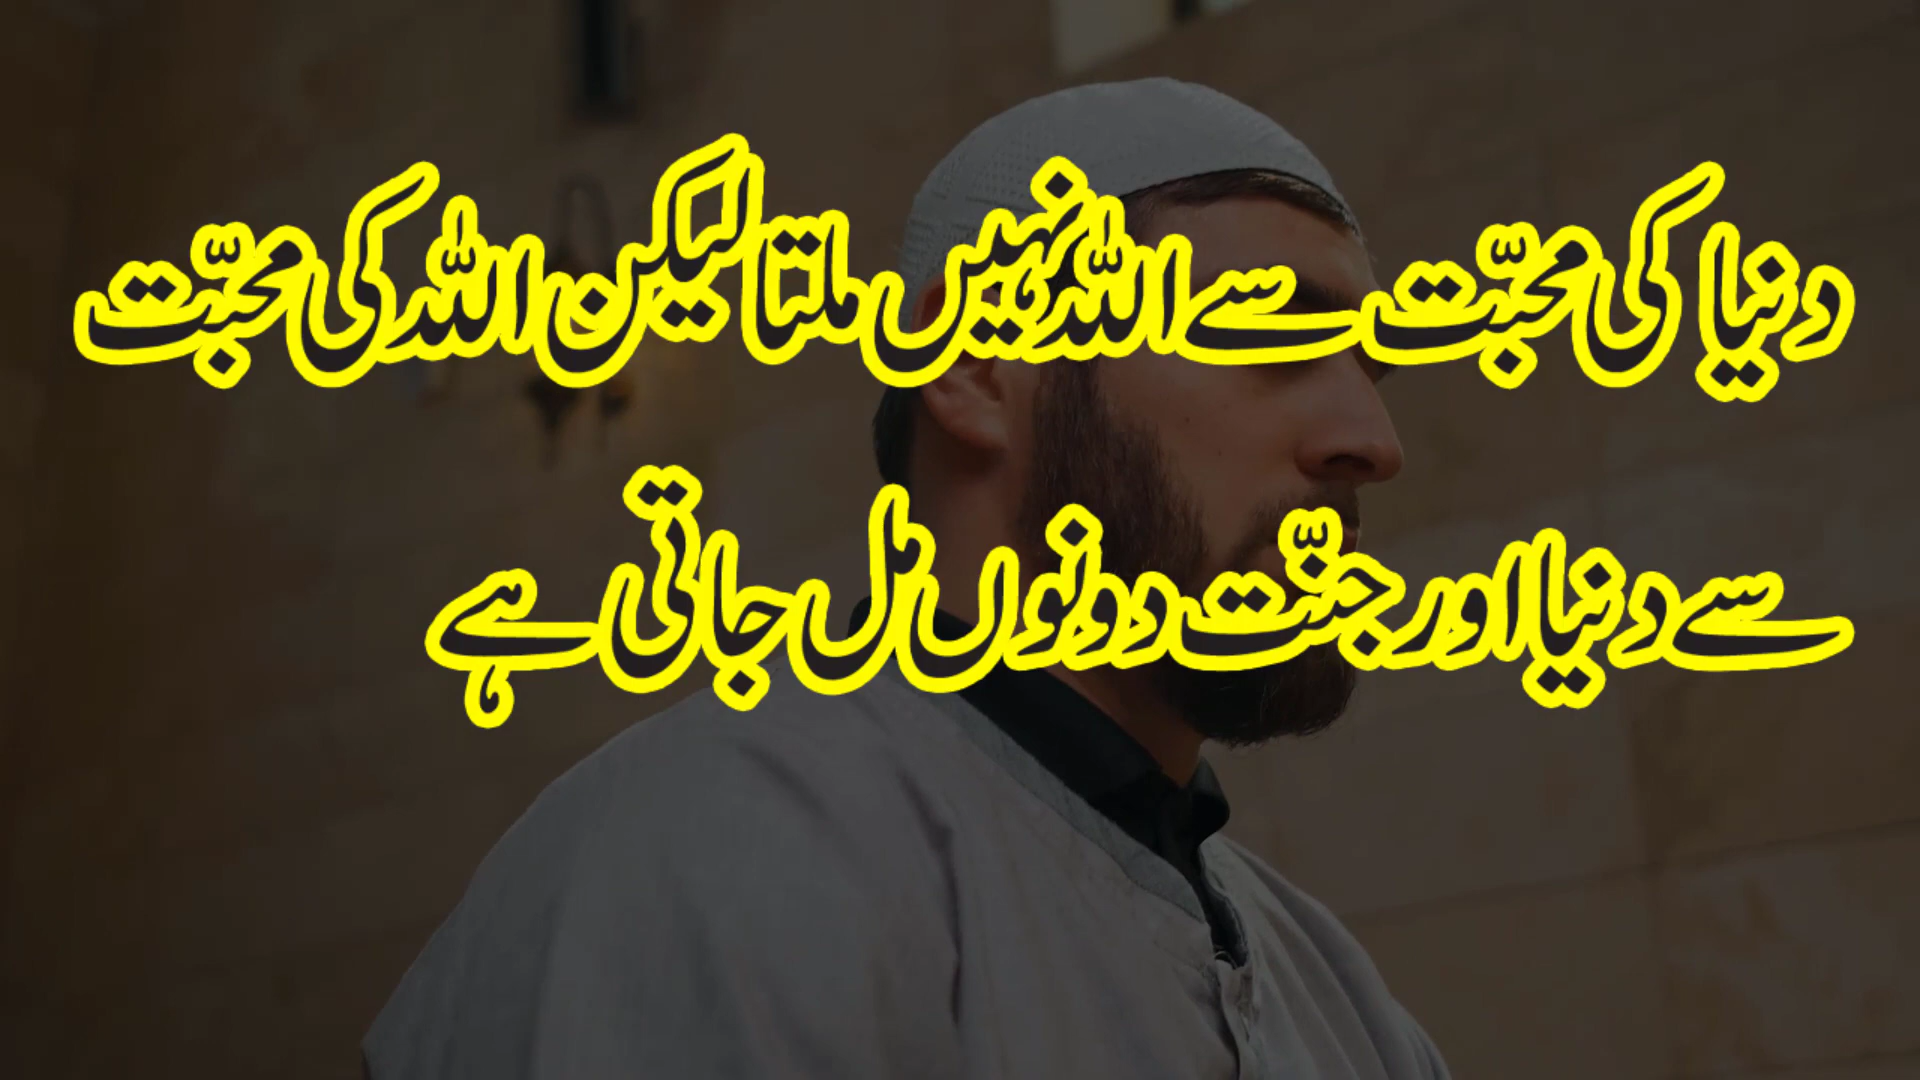 دنیا کی محبّت سے اللہ نہیں ملتا لیکن اللہ کی محبّت
سے دنیا اور جنّت دونوں مل جاتی ہے